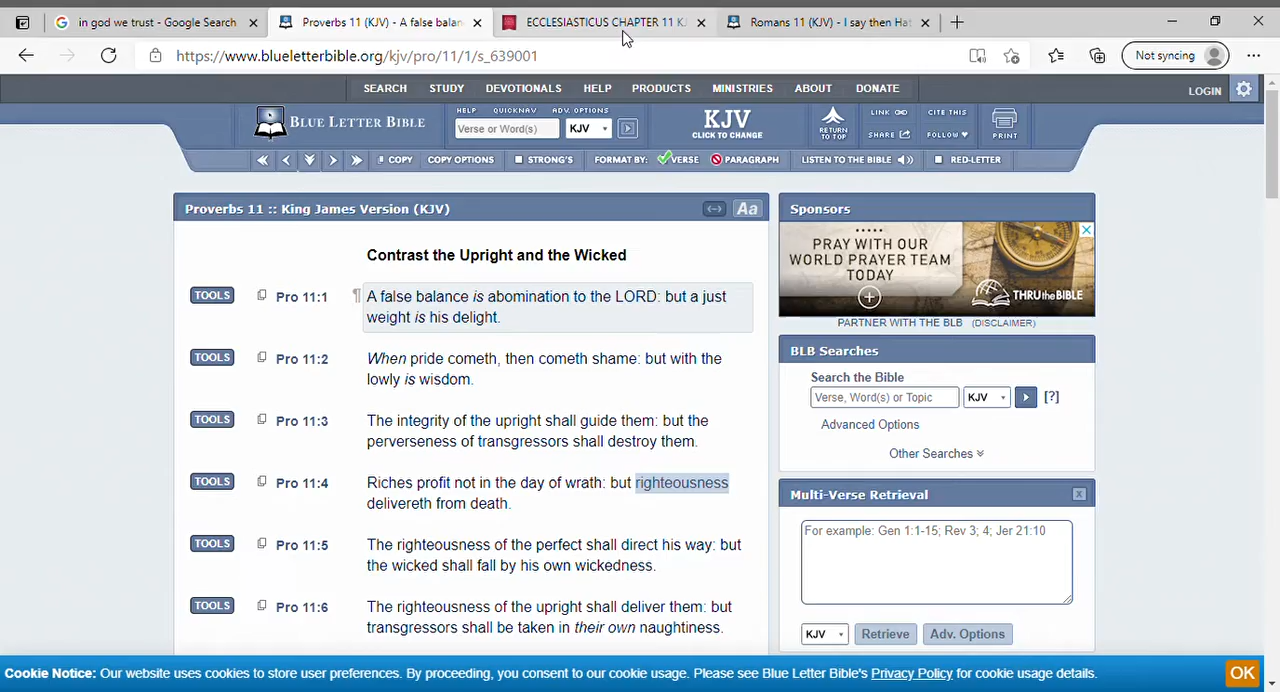 in god we trust - Google Search
Proverbs 11 (KJV) - A false balan
ECCLESIASTICUS CHAPTER 11 KJ
Romans 11 (KJV) - I say then Hat
https://www.blueletterbible.org/kjv/pro/11/1/s_639001
Not syncing
SEARCH STUDY DEVOTIONALS HELP PRODUCTS MINISTRIES ABOUT DONATE
LOGIN
BLUE LETTER BIBLE
HELP QUICKNAV ADV. OPTIONS
Verse or Word(s) KJV
KJV
CLICK TO CHANGE
RETURN
TO TOP
LINK CITE THIS
SHARE FOLLOW
PRINT
COPY COPY OPTIONS STRONG'S FORMAT BY: VERSE PARAGRAPH LISTEN TO THE BIBLE RED-LETTER
Proverbs 11 :: King James Version (KJV)
Aa
Contrast the Upright and the Wicked
TOOLS Pro 11:1 ¶ A false balance is abomination to the LORD: but a just
weight is his delight.
TOOLS Pro 11:2 When pride cometh, then cometh shame: but with the
lowly is wisdom.
TOOLS Pro 11:3 The integrity of the upright shall guide them: but the
perverseness of transgressors shall destroy them.
TOOLS Pro 11:4 Riches profit not in the day of wrath: but righteousness
delivereth from death.
TOOLS Pro 11:5 The righteousness of the perfect shall direct his way: but
the wicked shall fall by his own wickedness.
TOOLS Pro 11:6 The righteousness of the upright shall deliver them: but
transgressors shall be taken in their own naughtiness.
Sponsors
PRAY WITH OUR
WORLD PRAYER TEAM
TODAY
THRU the BIBLE
PARTNER WITH THE BLB (DISCLAIMER)
BLB Searches
Search the Bible
Verse, Word(s) or Topic KJV [?]
Advanced Options
Other Searches
Multi-Verse Retrieval
For example: Gen 1:1-15; Rev 3; 4; Jer 21:10
KJV Retrieve Adv. Options
Cookie Notice: Our website uses cookies to store user preferences. By proceeding, you consent to our cookie usage. Please see Blue Letter Bible's Privacy Policy for cookie usage details.
OK